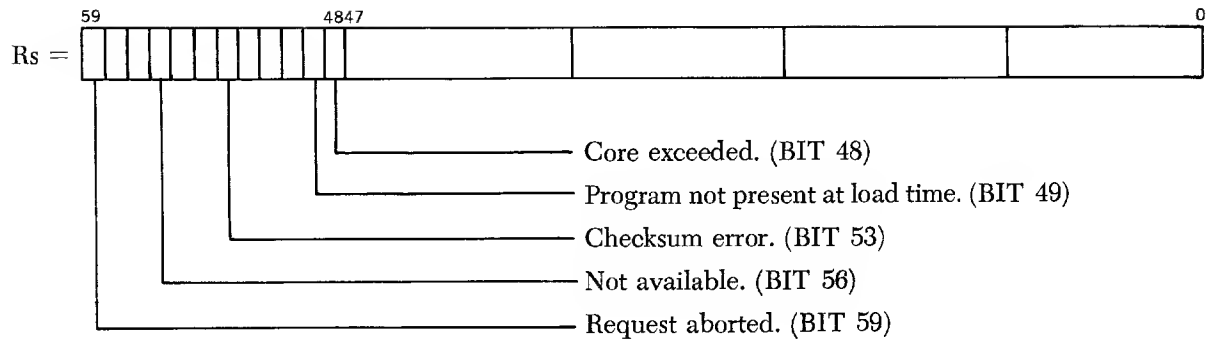 59 4847 0
Rs =
Core exceeded. (BIT 48)
Program not present at load time. (BIT 49)
Checksum error. (BIT 53)
Not available. (BIT 56)
Request aborted. (BIT 59)